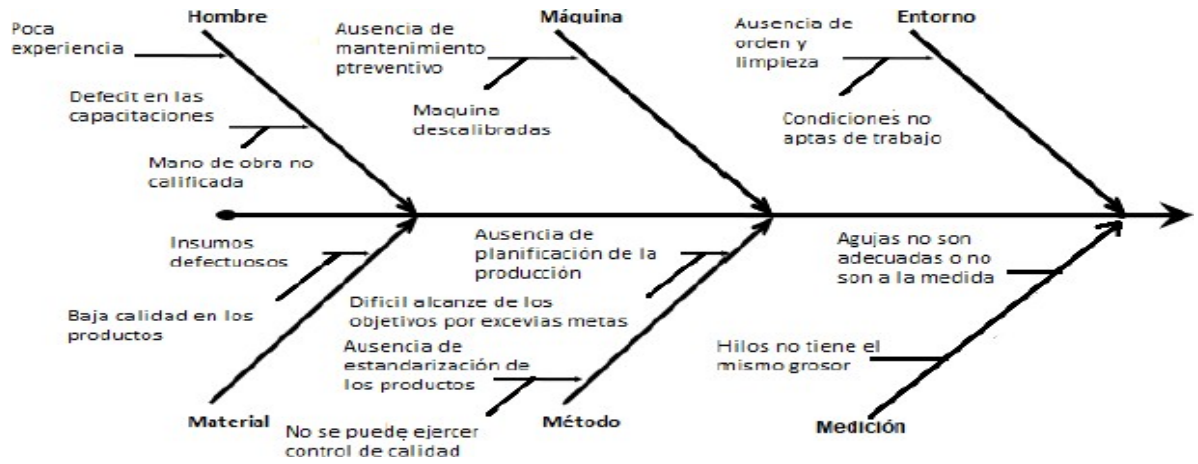 Hombre
Máquina
Entorno
Poca
experiencia
Defecit en las
capacitaciones
Mano de obra no
calificada
Ausencia de
mantenimiento
ptreventivo
Maquina
descalibradas
Ausencia de
orden y
limpieza
Condiciones no
aptas de trabajo
Insumos
defectuosos
Baja calidad en los
productos
Material
Ausencia de
planificación de la
producción
Dificil alcanze de los
objetivos por excevias metas
Ausencia de
estandarización de
los productos
No se puede ejercer
control de calidad
Método
Agujas no son
adecuadas o no
son a la medida
Hilos no tiene el
mismo grosor
Medición